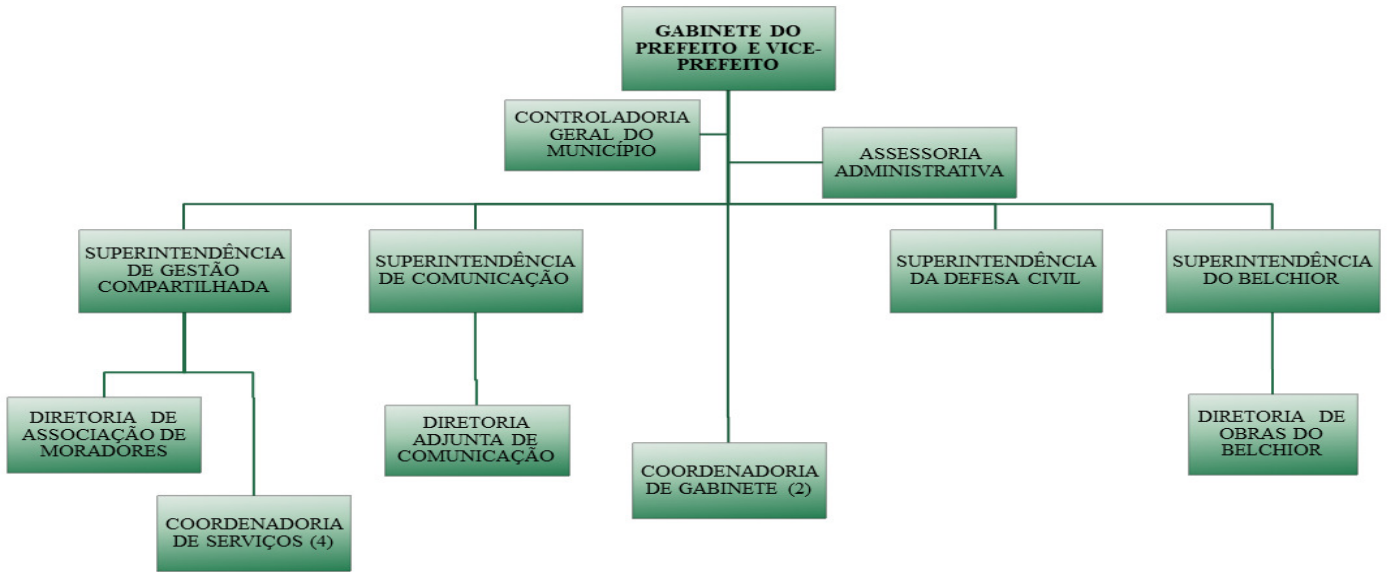 GABINETE DO
PREFEITO E VICE-
PREFEITO
CONTROLADORIA
GERAL DO
MUNICÍPIO
ASSESSORIA
ADMINISTRATIVA
SUPERINTENDÊNCIA
DE GESTÃO
COMPARTILHADA
SUPERINTENDÊNCIA
DE COMUNICAÇÃO
SUPERINTENDÊNCIA
DA DEFESA CIVIL
SUPERINTENDÊNCIA
DO BELCHIOR
DIRETORIA DE
ASSOCIAÇÃO DE
MORADORES
DIRETORIA
ADJUNTA DE
COMUNICAÇÃO
COORDENADORIA
DE GABINETE (2)
DIRETORIA DE
OBRAS DO
BELCHIOR
COORDENADORIA
DE SERVIÇOS (4)